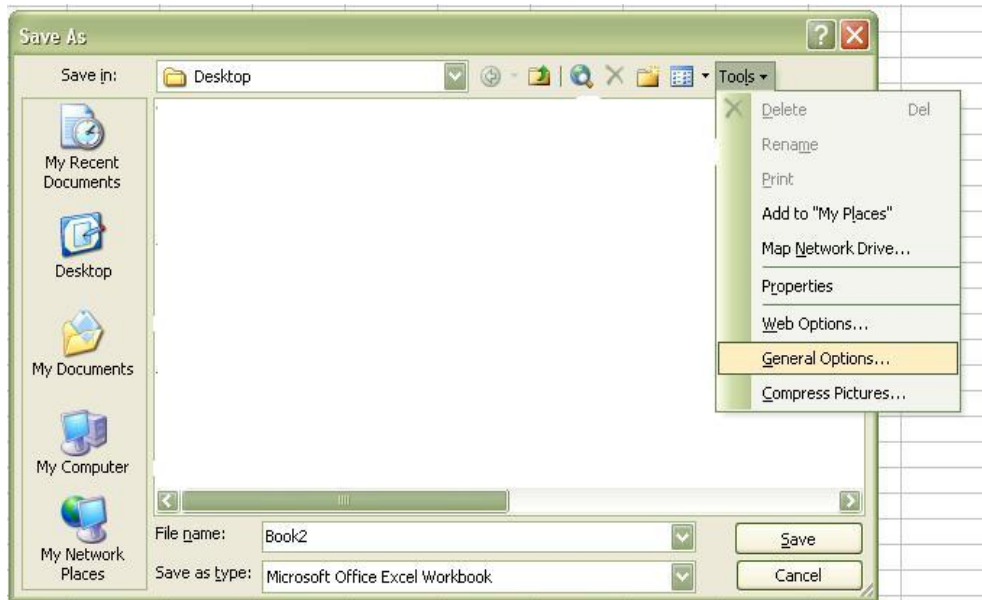 Save As
Save in:
Desktop
Tools
My Recent
Documents
Desktop
My Documents
My Computer
My Network
Places
Delete Del
Rename
Print
Add to "My Places"
Map Network Drive...
Properties
Web Options...
General Options...
Compress Pictures...
File name: Book2
Save
Save as type: Microsoft Office Excel Workbook
Cancel